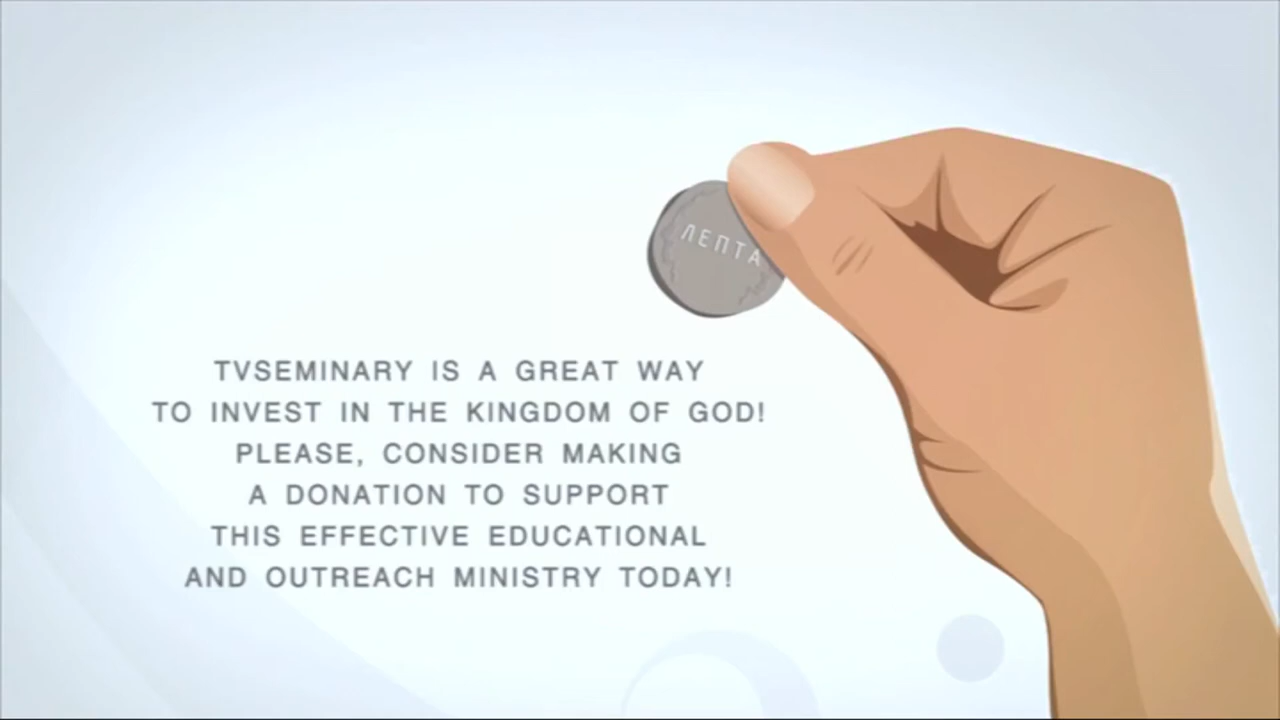 ΛΕΠΤΑ
TVSEMINARY IS A GREAT WAY
TO INVEST IN THE KINGDOM OF GOD!
PLEASE, CONSIDER MAKING
A DONATION TO SUPPORT
THIS EFFECTIVE EDUCATIONAL
AND OUTREACH MINISTRY TODAY!